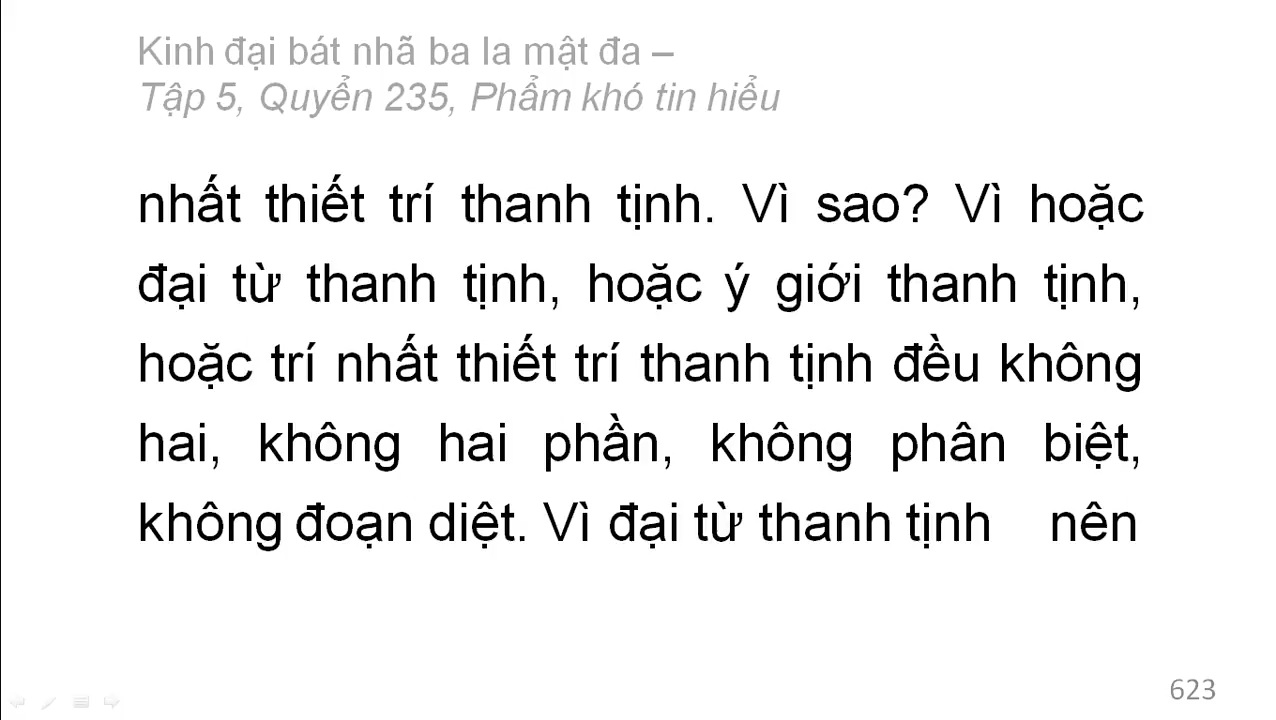 Kinh đại bát nhã ba la mật đa –
Tập 5, Quyển 235, Phẩm khó tin hiểu
nhất thiết trí thanh tịnh. Vì sao? Vì hoặc
đại từ thanh tịnh, hoặc ý giới thanh tịnh,
hoặc trí nhất thiết trí thanh tịnh đều không
hai, không hai phần, không phân biệt,
không đoạn diệt. Vì đại từ thanh tịnh nên
623